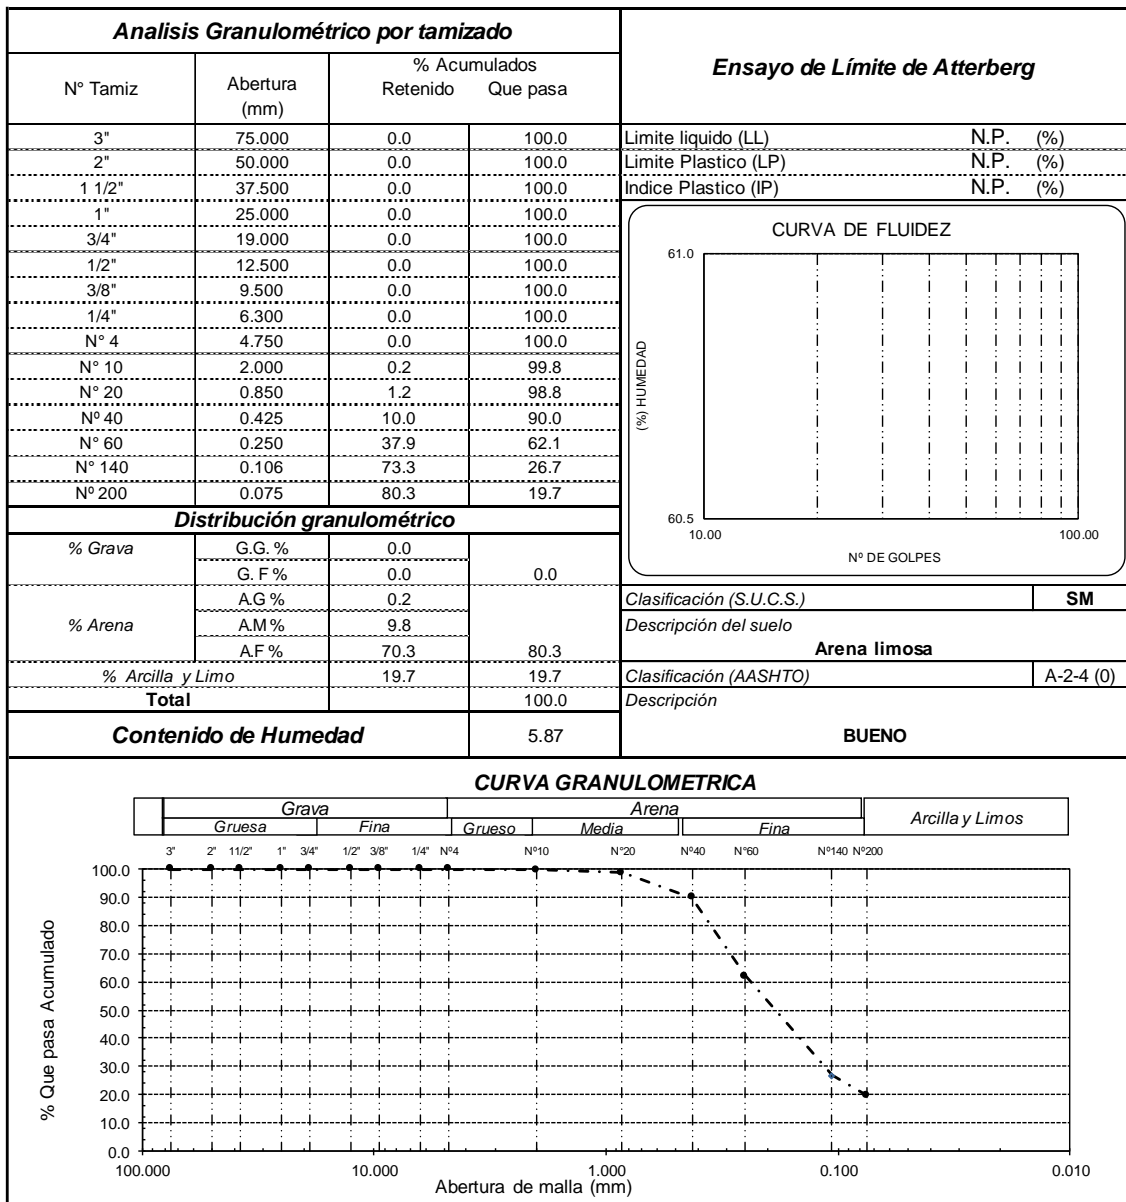 Analisis Granulométrico por tamizado
N° Tamiz Abertura (mm) % Acumulados Retenido Que pasa
3" 75.000 0.0 100.0
2" 50.000 0.0 100.0
1 1/2" 37.500 0.0 100.0
1" 25.000 0.0 100.0
3/4" 19.000 0.0 100.0
1/2" 12.500 0.0 100.0
3/8" 9.500 0.0 100.0
1/4" 6.300 0.0 100.0
N° 4 4.750 0.0 100.0
N° 10 2.000 0.2 99.8
N° 20 0.850 1.2 98.8
Nº 40 0.425 10.0 90.0
N° 60 0.250 37.9 62.1
N° 140 0.106 73.3 26.7
Nº 200 0.075 80.3 19.7
Distribución granulométrico
% Grava G.G. % 0.0
G. F % 0.0 0.0
A.G % 0.2
% Arena A.M % 9.8
A.F % 70.3 80.3
% Arcilla y Limo 19.7 19.7
Total 100.0
Contenido de Humedad 5.87
Ensayo de Límite de Atterberg
Limite liquido (LL) N.P. (%)
Limite Plastico (LP) N.P. (%)
Indice Plastico (IP) N.P. (%)
CURVA DE FLUIDEZ
61.0
(%) HUMEDAD
60.5
10.00 100.00
Nº DE GOLPES
Clasificación (S.U.C.S.) SM
Descripción del suelo
Arena limosa
Clasificación (AASHTO) A-2-4 (0)
Descripción
BUENO
CURVA GRANULOMETRICA
Grava Arena Arcilla y Limos
Gruesa Fina Grueso Media Fina
3" 2" 11/2" 1" 3/4" 1/2" 3/8" 1/4" Nº4 Nº10 Nº20 Nº40 Nº60 Nº140 Nº200
% Que pasa Acumulado
100.0
90.0
80.0
70.0
60.0
50.0
40.0
30.0
20.0
10.0
0.0
100.000 10.000 1.000 0.100 0.010
Abertura de malla (mm)